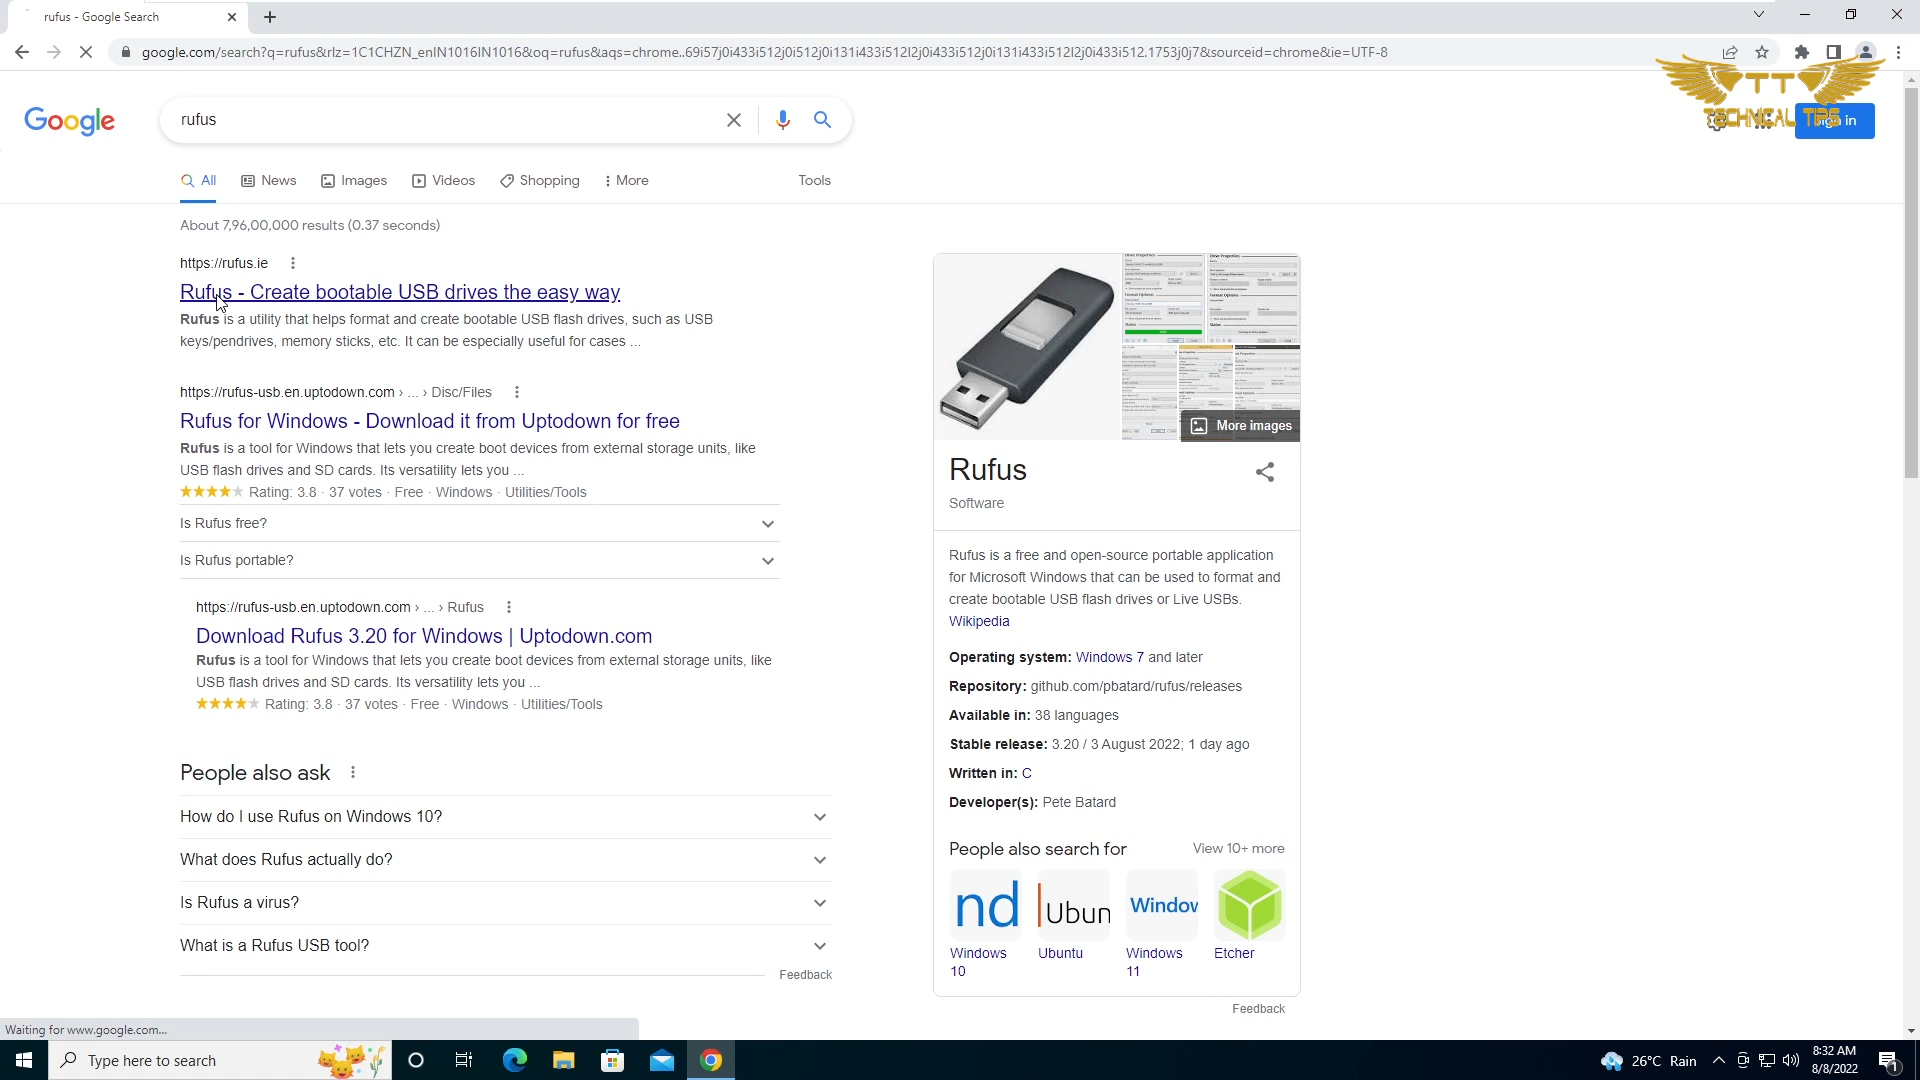 rufus - Google Search
google.com/search?q=rufus&rlz=1C1CHZN_enIN1016IN1016&oq=rufus&aqs=chrome..69i57j0i433i512j0i512j0i131i433i512l2j0i433i512j0i131i433i512l2j0i433i512.1753j0j7&sourceid=chrome&ie=UTF-8
TT
TECHNICAL TIPS
in
Google
rufus
All News Images Videos Shopping More Tools
About 7,96,00,000 results (0.37 seconds)
https://rufus.ie
Rufus - Create bootable USB drives the easy way
Rufus is a utility that helps format and create bootable USB flash drives, such as USB
keys/pendrives, memory sticks, etc. It can be especially useful for cases ...
https://rufus-usb.en.uptodown.com › ... › Disc/Files
Rufus for Windows - Download it from Uptodown for free
Rufus is a tool for Windows that lets you create boot devices from external storage units, like
USB flash drives and SD cards. Its versatility lets you ...
Rating: 3.8 · 37 votes · Free · Windows · Utilities/Tools
Is Rufus free?
Is Rufus portable?
https://rufus-usb.en.uptodown.com › ... › Rufus
Download Rufus 3.20 for Windows | Uptodown.com
Rufus is a tool for Windows that lets you create boot devices from external storage units, like
USB flash drives and SD cards. Its versatility lets you ...
Rating: 3.8 · 37 votes · Free · Windows · Utilities/Tools
People also ask
How do I use Rufus on Windows 10?
What does Rufus actually do?
Is Rufus a virus?
What is a Rufus USB tool?
Feedback
More images
Rufus
Software
Rufus is a free and open-source portable application
for Microsoft Windows that can be used to format and
create bootable USB flash drives or Live USBs.
Wikipedia
Operating system: Windows 7 and later
Repository: github.com/pbatard/rufus/releases
Available in: 38 languages
Stable release: 3.20 / 3 August 2022; 1 day ago
Written in: C
Developer(s): Pete Batard
People also search for View 10+ more
nd Ubun Window
Windows 10
Ubuntu
Windows 11
Etcher
Feedback
Waiting for www.google.com...
Type here to search
26°C Rain
8:32 AM
8/8/2022
1